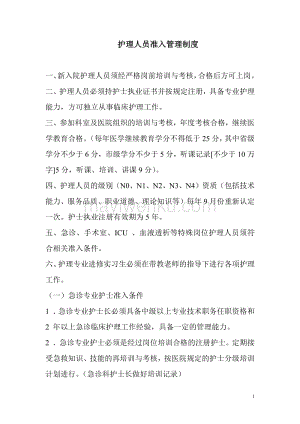 护理人员准入管理制度
一、新入院护理人员须经严格岗前培训与考核，合格后方可上岗。
二、护理人员必须持护士执业证书并按规定注册，具备专业护理
能力，方可独立从事临床护理工作。
三、参加科室及医院组织的培训与考核，年度考核合格，继续医
学教育合格。（每年医学继续教育学分不得低于 25 分，其中省级
学分不少于 6 分，市级学分不少于 5 分，听课记录[不少于 10 万
字]5 分，听课、培训、讲课 9 分）。
四、护理人员的级别（N0、N1、N2、N3、N4）资质（包括技术
能力、服务品质、职业道德、理论知识等）每年度重新审核认
定一次。护士执业注册有效期为 5 年。
五、急诊、手术室、ICU 、血液透析等特殊岗位护理人员须符
合相关准入条件。
六、护理专业进修实习生必须在带教老师的指导下进行各项护理
工作。
（一）急诊专业护士准入条件
1 ．急诊专业护士长必须具备中级以上专业技术职务任职资格和
2 年以上急诊临床护理工作经验，具备一定的管理能力。
2 ．急诊专业护士必须是经过岗位培训合格的注册护士。定期接
受急救知识、技能的再培训与考核，按医院规定的护士分级培训
计划进行。（急诊科护士长做好培训记录）
1